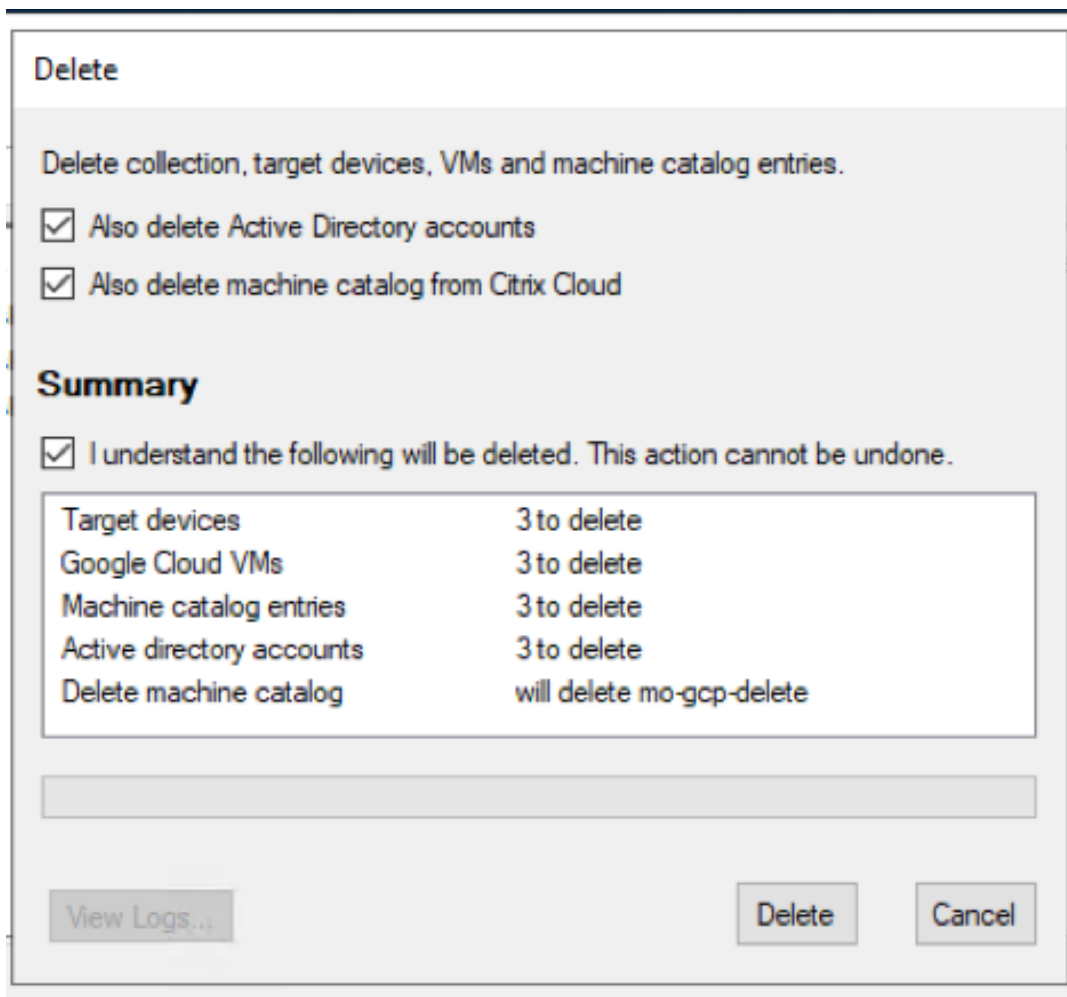 Delete
Delete collection, target devices, VMs and machine catalog entries.
Also delete Active Directory accounts
Also delete machine catalog from Citrix Cloud
Summary
I understand the following will be deleted. This action cannot be undone.
Target devices 3 to delete
Google Cloud VMs 3 to delete
Machine catalog entries 3 to delete
Active directory accounts 3 to delete
Delete machine catalog will delete mo-gcp-delete
View Logs... Delete Cancel